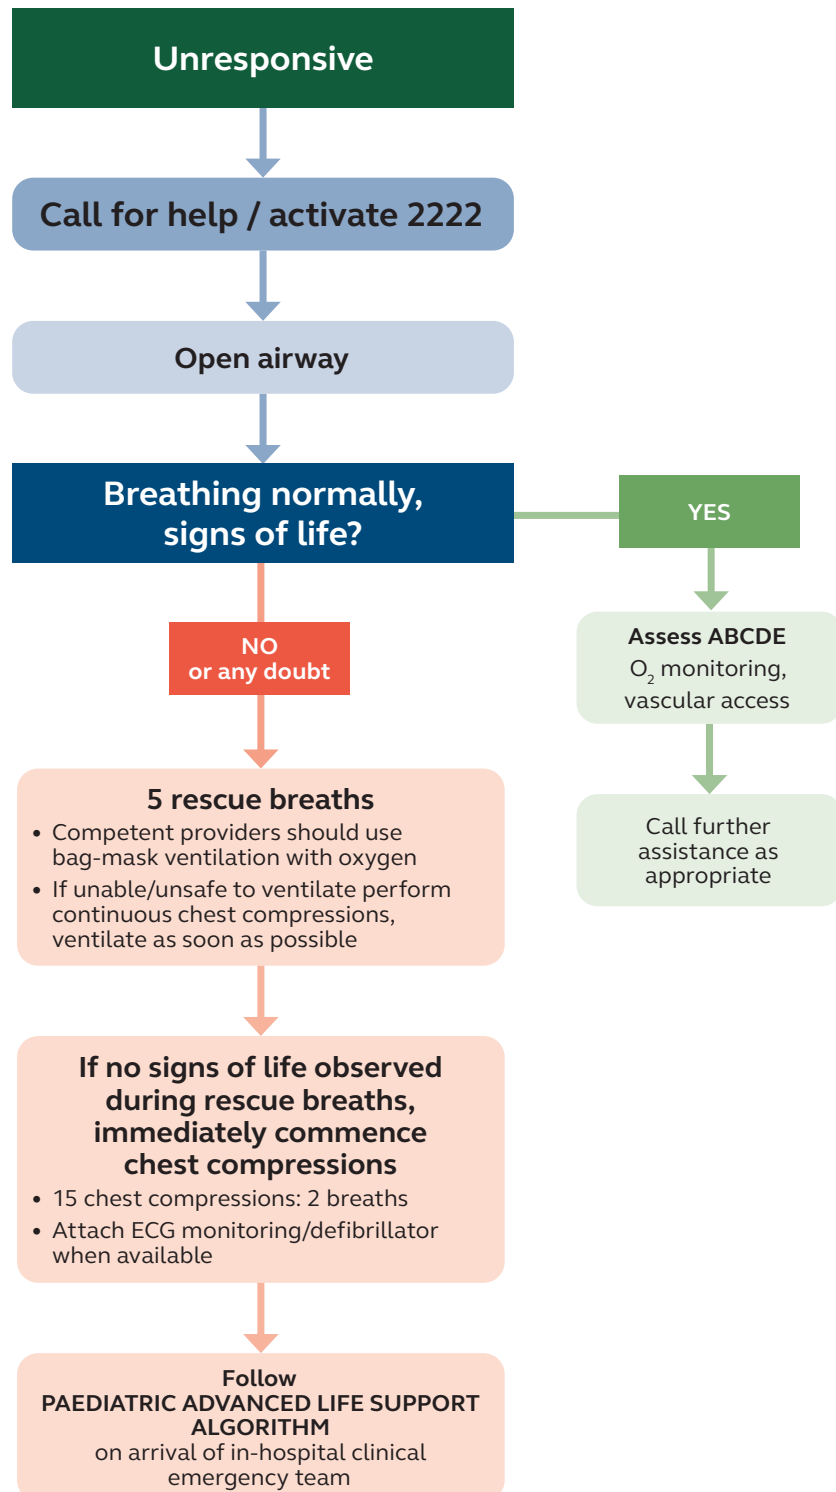 Unresponsive
Call for help / activate 2222
Open airway
Breathing normally,
signs of life?
YES
Assess ABCDE
O₂ monitoring,
vascular access
Call further
assistance as
appropriate
NO
or any doubt
5 rescue breaths
• Competent providers should use
bag-mask ventilation with oxygen
• If unable/unsafe to ventilate perform
continuous chest compressions,
ventilate as soon as possible
If no signs of life observed
during rescue breaths,
immediately commence
chest compressions
• 15 chest compressions: 2 breaths
• Attach ECG monitoring/defibrillator
when available
Follow
PAEDIATRIC ADVANCED LIFE SUPPORT
ALGORITHM
on arrival of in-hospital clinical
emergency team